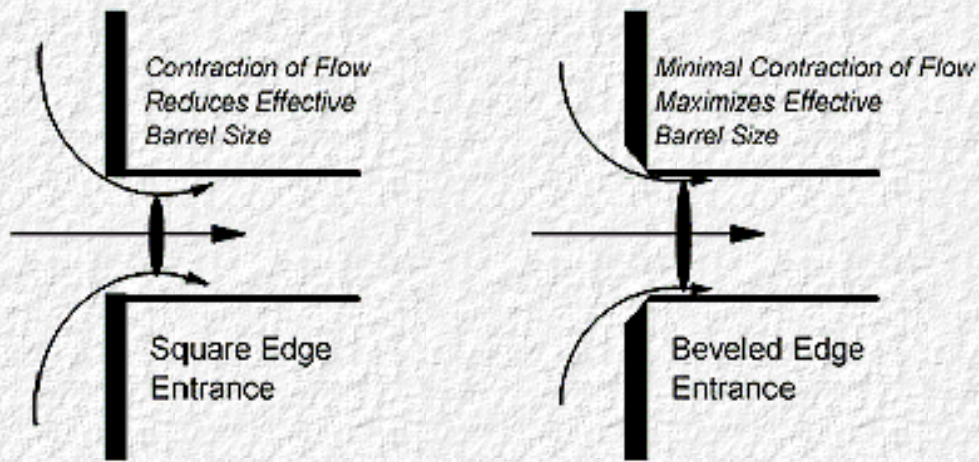 Contraction of Flow
Reduces Effective
Barrel Size
Minimal Contraction of Flow
Maximizes Effective
Barrel Size
Square Edge
Entrance
Beveled Edge
Entrance